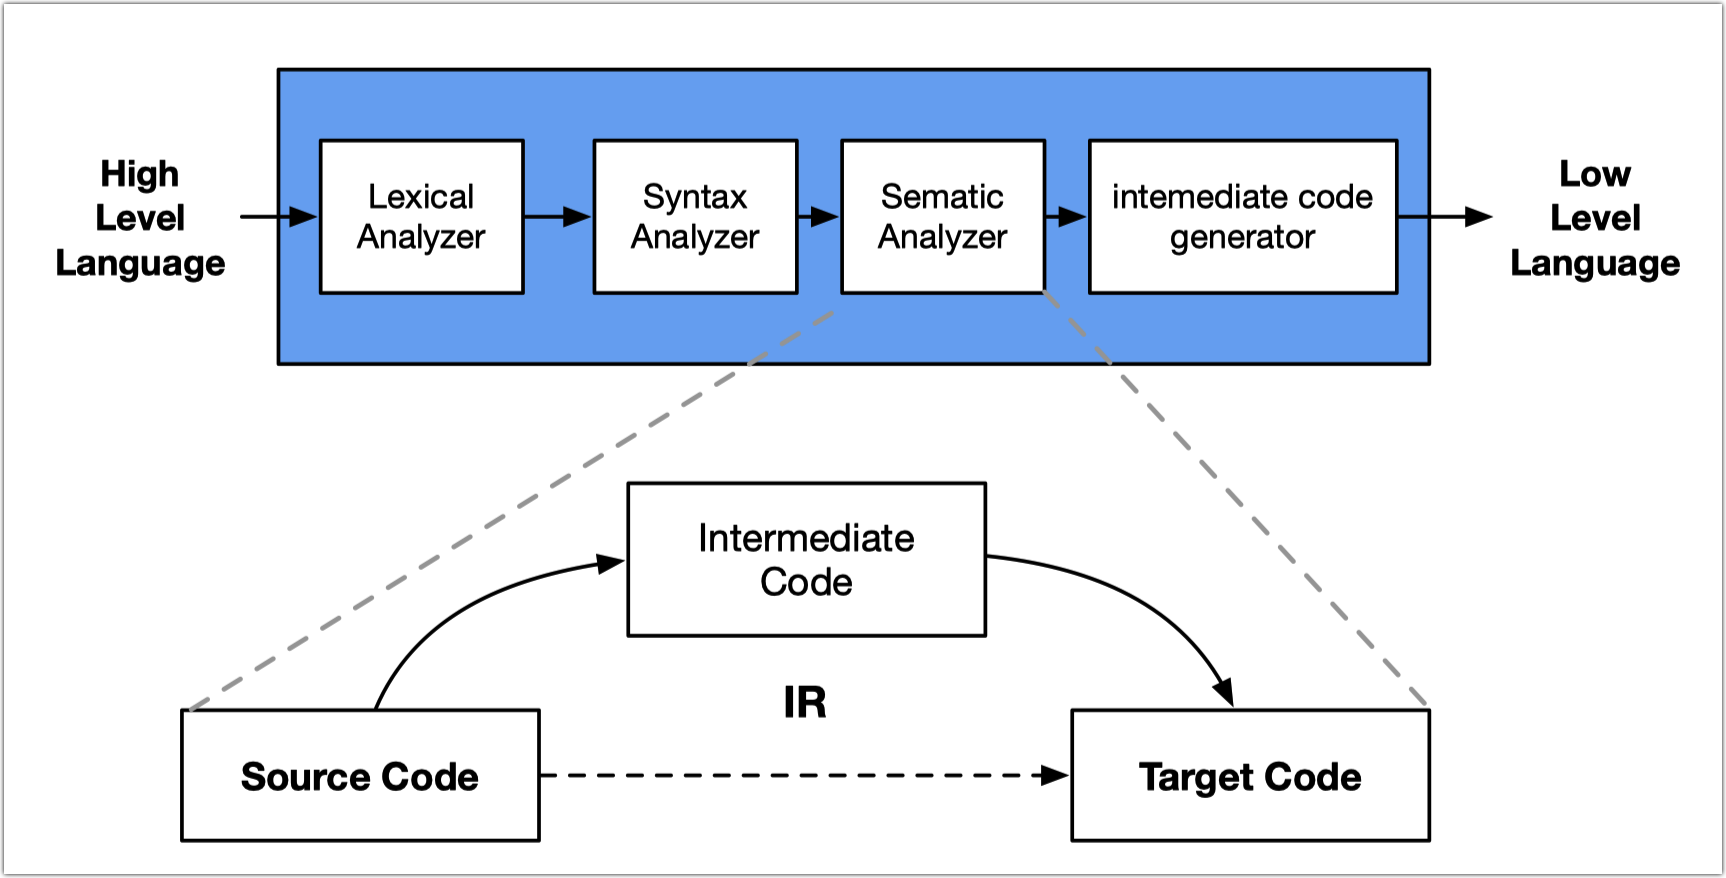 High
Level
Language
Lexical
Analyzer
Syntax
Analyzer
Sematic
Analyzer
intemediate code
generator
Low
Level
Language
Intermediate
Code
IR
Source Code
Target Code